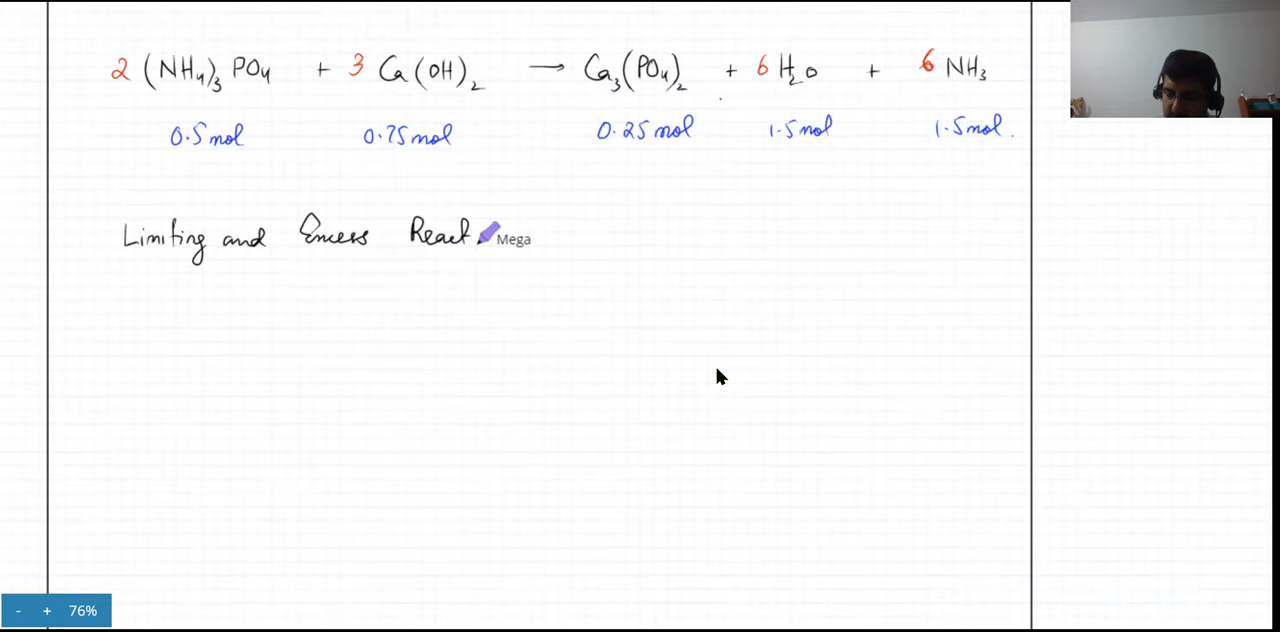 2 (NH4)3 PO4 + 3 Ca(OH)2 → Ca3(PO4)2 + 6 H2O + 6 NH3
0.5 mol 0.75 mol 0.25 mol 1.5 mol 1.5 mol.
Limiting and Excess React
Mega
- + 76%